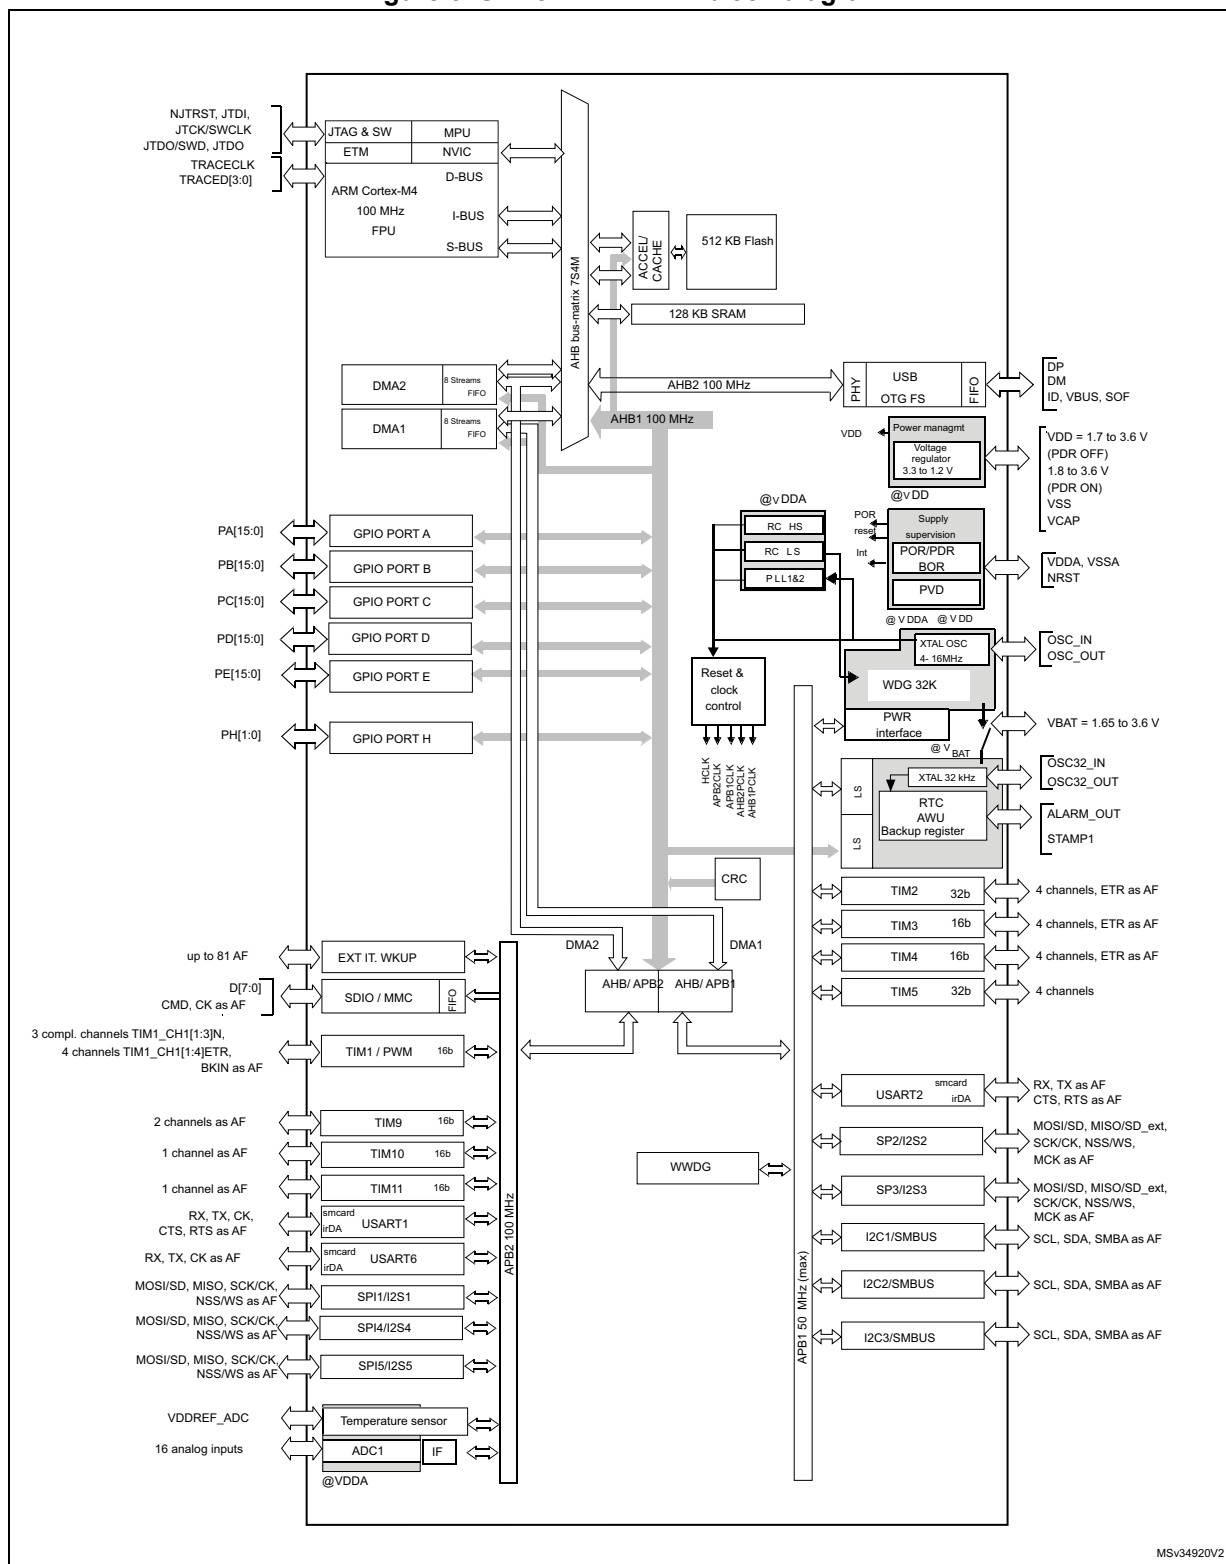 NJTRST, JTDI,
JTCK/SWCLK
JTDO/SWD, JTDO
TRACECLK
TRACED[3:0]
JTAG & SW
MPU
ETM
NVIC
ARM Cortex-M4
100 MHz
FPU
D-BUS
I-BUS
S-BUS
AHB bus-matrix 7S4M
ACCEL/
CACHE
512 KB Flash
128 KB SRAM
DMA2
8 Streams
FIFO
DMA1
8 Streams
FIFO
AHB2 100 MHz
AHB1 100 MHz
PHY
USB
OTG FS
FIFO
DP
DM
ID, VBUS, SOF
Power managmt
VDD
Voltage
regulator
3.3 to 1.2 V
@VDD
VDD = 1.7 to 3.6 V
(PDR OFF)
1.8 to 3.6 V
(PDR ON)
VSS
VCAP
@VDDA
RC HS
RC LS
PLL1&2
POR
reset
Int
Supply
supervision
POR/PDR
BOR
PVD
VDDA, VSSA
NRST
@VDDA @VDD
XTAL OSC
4- 16MHz
OSC_IN
OSC_OUT
WDG 32K
Reset &
clock
control
HCLK
APB2CLK
APB1CLK
AHB2PCLK
AHB1PCLK
PWR
interface
VBAT = 1.65 to 3.6 V
@VBAT
LS
LS
XTAL 32 kHz
OSC32_IN
OSC32_OUT
RTC
AWU
Backup register
ALARM_OUT
STAMP1
PA[15:0]
GPIO PORT A
PB[15:0]
GPIO PORT B
PC[15:0]
GPIO PORT C
PD[15:0]
GPIO PORT D
PE[15:0]
GPIO PORT E
PH[1:0]
GPIO PORT H
CRC
DMA2
DMA1
AHB/ APB2
AHB/ APB1
TIM2 32b
4 channels, ETR as AF
TIM3 16b
4 channels, ETR as AF
TIM4 16b
4 channels, ETR as AF
TIM5 32b
4 channels
up to 81 AF
EXT IT. WKUP
D[7:0]
CMD, CK as AF
SDIO / MMC
FIFO
3 compl. channels TIM1_CH1[1:3]N,
4 channels TIM1_CH1[1:4]ETR,
BKIN as AF
TIM1 / PWM 16b
2 channels as AF
TIM9 16b
1 channel as AF
TIM10 16b
1 channel as AF
TIM11 16b
RX, TX, CK,
CTS, RTS as AF
smcard
irDA
USART1
RX, TX, CK as AF
smcard
irDA
USART6
MOSI/SD, MISO, SCK/CK,
NSS/WS as AF
SPI1/I2S1
MOSI/SD, MISO, SCK/CK,
NSS/WS as AF
SPI4/I2S4
MOSI/SD, MISO, SCK/CK,
NSS/WS as AF
SPI5/I2S5
VDDREF_ADC
Temperature sensor
16 analog inputs
ADC1
IF
@VDDA
APB2 100 MHz
WWDG
APB1 50 MHz (max)
USART2
smcard
irDA
RX, TX as AF
CTS, RTS as AF
SP2/I2S2
MOSI/SD, MISO/SD_ext,
SCK/CK, NSS/WS,
MCK as AF
SP3/I2S3
MOSI/SD, MISO/SD_ext,
SCK/CK, NSS/WS,
MCK as AF
I2C1/SMBUS
SCL, SDA, SMBA as AF
I2C2/SMBUS
SCL, SDA, SMBA as AF
I2C3/SMBUS
SCL, SDA, SMBA as AF
MSv34920V2